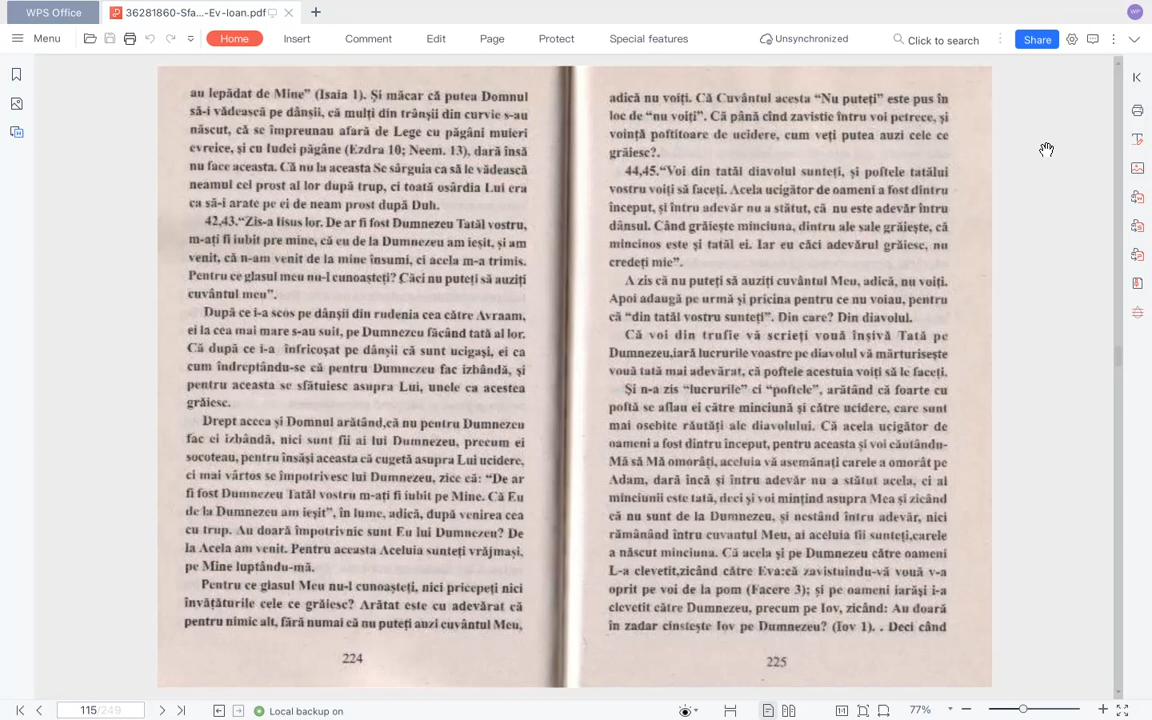 WPS Office
36281860-Sfa...-Ev-Ioan.pdf
WP
Menu
Home
Insert
Comment
Edit
Page
Protect
Special features
Unsynchronized
Click to search
Share
au lepădat de Mine” (Isaia 1). Şi măcar că putea Domnul
să-i vădească pe dânşii, că mulţi din trânşii din curvie s-au
născut, că se împreunau afară de Lege cu păgâni muieri
evreice, şi cu Iudei păgâne (Ezdra 10; Neem. 13), dară însă
nu face aceasta. Că nu la aceasta Se sârguia ca să le vădească
neamul cel prost al lor după trup, ci toată osârdia Lui era
ca să-i arate pe ei de neam prost după Duh.
42,43.“Zis-a Iisus lor. De ar fi fost Dumnezeu Tatăl vostru,
m-aţi fi iubit pre mine, că eu de la Dumnezeu am ieşit, şi am
venit, că n-am venit de la mine însumi, ci acela m-a trimis.
Pentru ce glasul meu nu-l cunoaşteţi? Căci nu puteţi să auziţi
cuvântul meu”.
După ce i-a scos pe dânşii din rudenia cea către Avraam,
ei la cea mai mare s-au suit, pe Dumnezeu făcând tată al lor.
Că după ce i-a înfricoşat pe dânşii că sunt ucigaşi, ei ca
cum îndreptându-se că pentru Dumnezeu fac izbândă, şi
pentru aceasta se sfătuiesc asupra Lui, unele ca acestea
grăiesc.
Drept aceea şi Domnul arătând,că nu pentru Dumnezeu
fac ei izbândă, nici sunt fii ai lui Dumnezeu, precum ei
socoteau, pentru însăşi aceasta că cugetă asupra Lui ucidere,
ci mai vârtos se împotrivesc lui Dumnezeu, zice că: “De ar
fi fost Dumnezeu Tatăl vostru m-aţi fi iubit pe Mine. Că Eu
de la Dumnezeu am ieşit”, în lume, adică, după venirea cea
cu trup. Au doară împotrivnic sunt Eu lui Dumnezeu? De
la Acela am venit. Pentru aceasta Aceluia sunteţi vrăjmaşi,
pe Mine luptându-mă.
Pentru ce glasul Meu nu-l cunoaşteţi, nici pricepeţi nici
învăţăturile cele ce grăiesc? Arătat este cu adevărat că
pentru nimic alt, fără numai că nu puteţi auzi cuvântul Meu,
224
adică nu voiţi. Că Cuvântul acesta “Nu puteţi” este pus în
loc de “nu voiţi”. Că până cînd zavistie întru voi petrece, şi
voinţă poftitoare de ucidere, cum veţi putea auzi cele ce
grăiesc?.
44,45.“Voi din tatăl diavolul sunteţi, şi poftele tatălui
vostru voiţi să faceţi. Acela ucigător de oameni a fost dintru
început, şi întru adevăr nu a stătut, că nu este adevăr întru
dânsul. Când grăieşte minciuna, dintru ale sale grăieşte, că
mincinos este şi tatăl ei. Iar eu căci adevărul grăiesc, nu
credeţi mie”.
A zis că nu puteţi să auziţi cuvântul Meu, adică, nu voiţi.
Apoi adaugă pe urmă şi pricina pentru ce nu voiau, pentru
că “din tatăl vostru sunteţi”. Din care? Din diavolul.
Că voi din trufie vă scrieţi vouă înşivă Tată pe
Dumnezeu,iară lucrurile voastre pe diavolul vă mărturiseşte
vouă tată mai adevărat, că poftele acestuia voiţi să le faceţi.
Şi n-a zis “lucrurile” ci “poftele”, arătând că foarte cu
poftă se aflau ei către minciună şi către ucidere, care sunt
mai osebite răutăţi ale diavolului. Că acela ucigător de
oameni a fost dintru început, pentru aceasta şi voi căutându-
Mă să Mă omorâţi, aceluia vă asemănaţi carele a omorât pe
Adam, dară încă şi întru adevăr nu a stătut acela, ci al
minciunii este tată, deci şi voi minţind asupra Mea şi zicând
că nu sunt de la Dumnezeu, şi nestând întru adevăr, nici
rămânând întru cuvantul Meu, ai aceluia fii sunteţi,carele
a născut minciuna. Că acela şi pe Dumnezeu către oameni
L-a clevetit,zicând către Eva:că zavistuindu-vă vouă v-a
oprit pe voi de la pom (Facere 3); şi pe oameni iarăşi i-a
clevetit către Dumnezeu, precum pe Iov, zicând: Au doară
în zadar cinsteşte Iov pe Dumnezeu? (Iov 1). . Deci când
225
115/249
Local backup on
77%